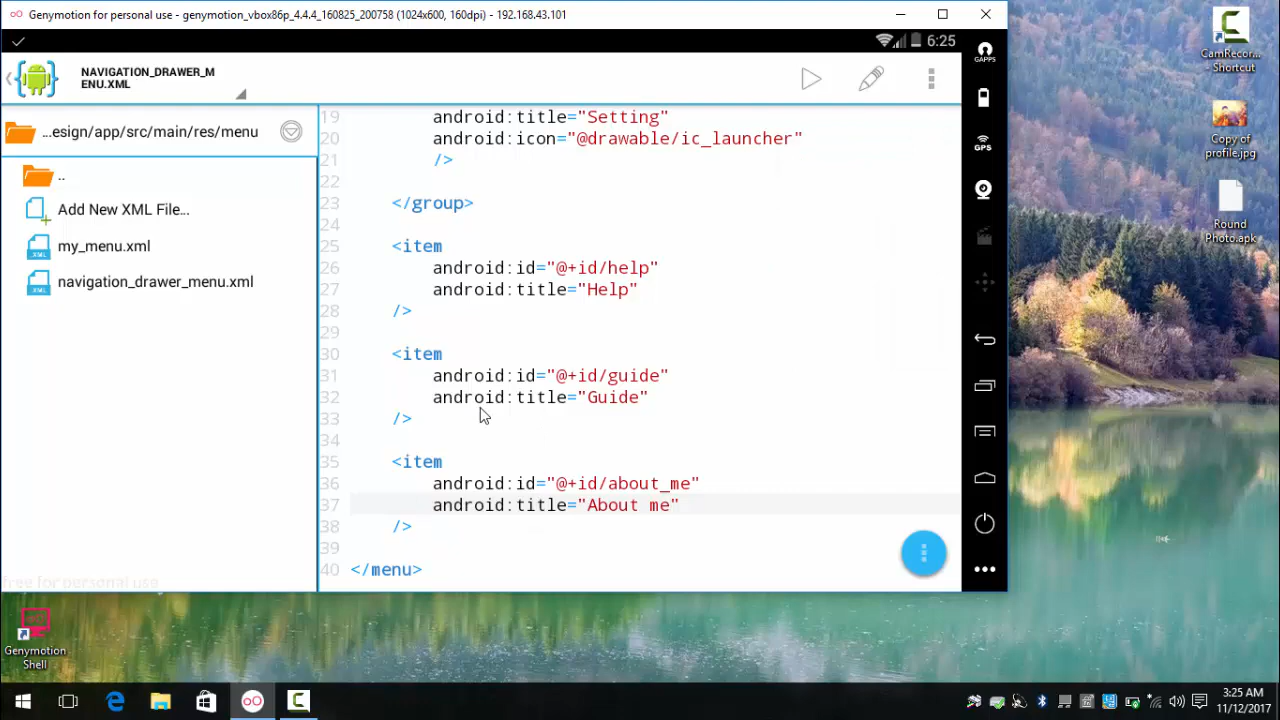 Genymotion for personal use - genymotion_vbox86p_4.4.4_160825_200758 (1024x600, 160dpi) - 192.168.43.101
6:25
NAVIGATION_DRAWER_M
ENU.XML
...esign/app/src/main/res/menu
..
Add New XML File...
my_menu.xml
navigation_drawer_menu.xml
19 android:title="Setting"
20 android:icon="@drawable/ic_launcher"
21 />
22
23 </group>
24
25 <item
26 android:id="@+id/help"
27 android:title="Help"
28 />
29
30 <item
31 android:id="@+id/guide"
32 android:title="Guide"
33 />
34
35 <item
36 android:id="@+id/about_me"
37 android:title="About me"
38 />
39
40 </menu>
free for personal use
GAPPS
GPS
CamRecor...
Shortcut
Copy of
profile.jpg
Round
Photo.apk
Genymotion
Shell
3:25 AM
11/12/2017